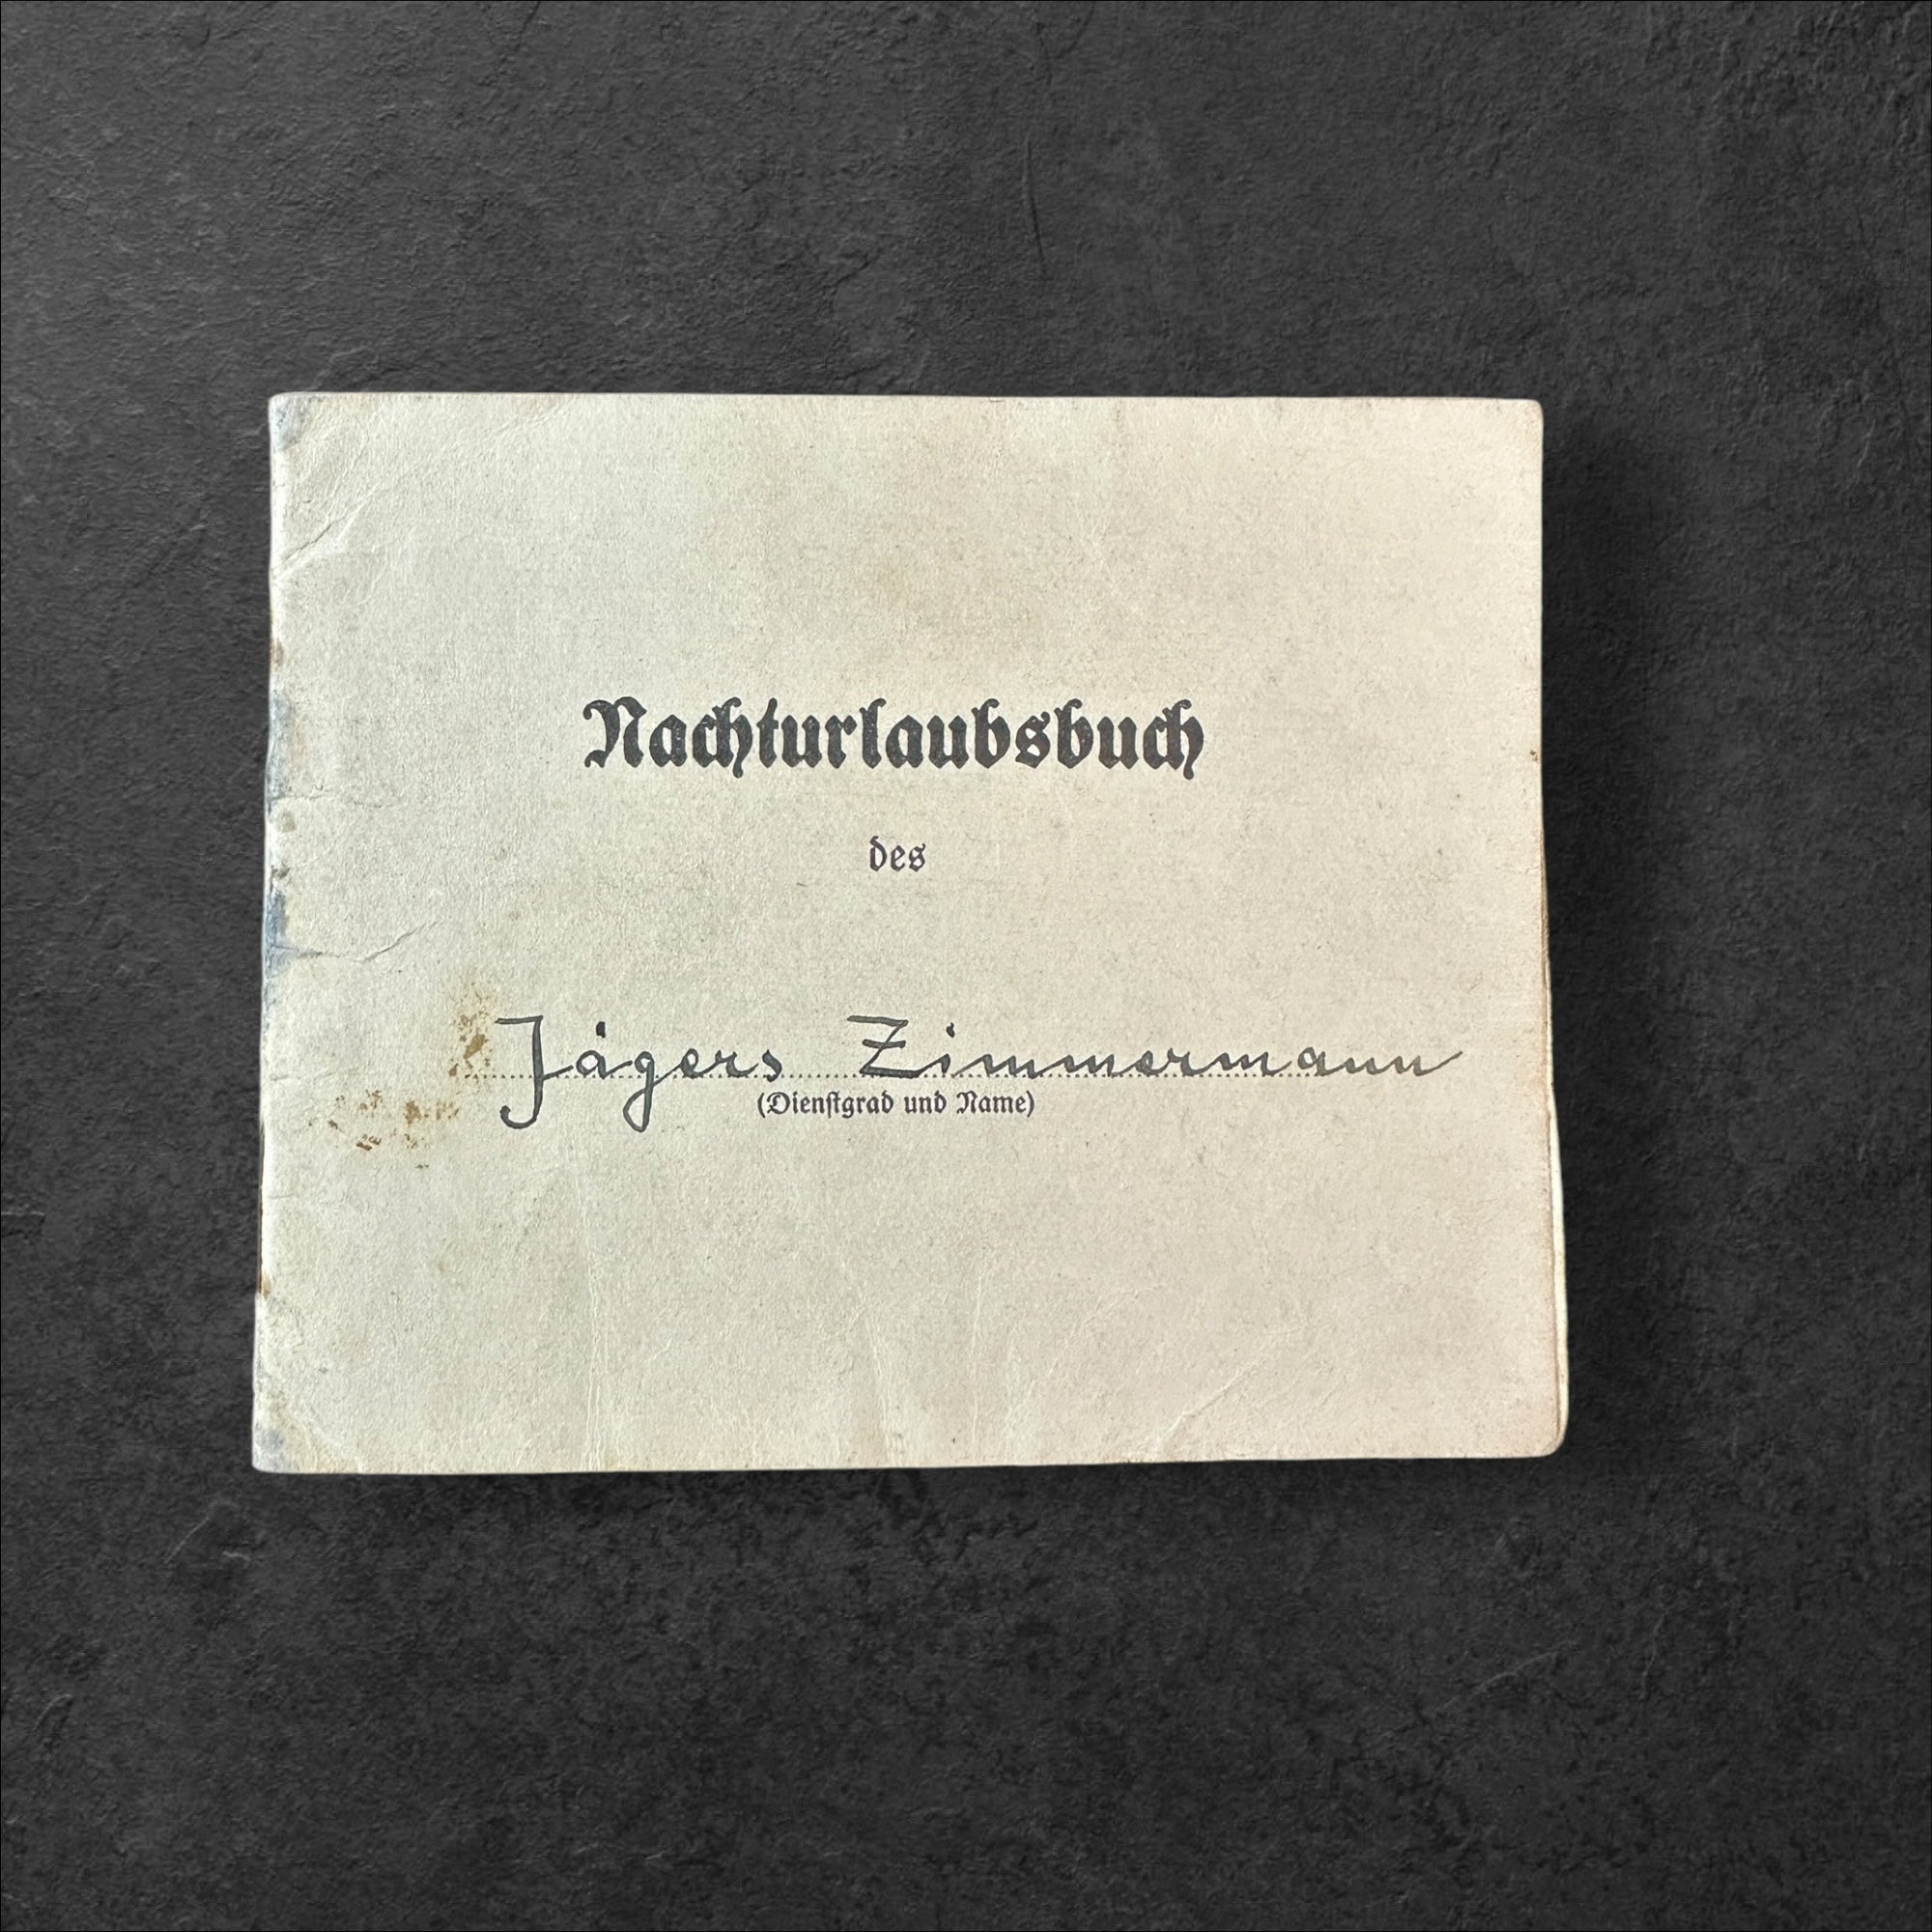 Nachturlaubsbuch
des
Jägers Zimmermann
(Dienstgrad und Name)